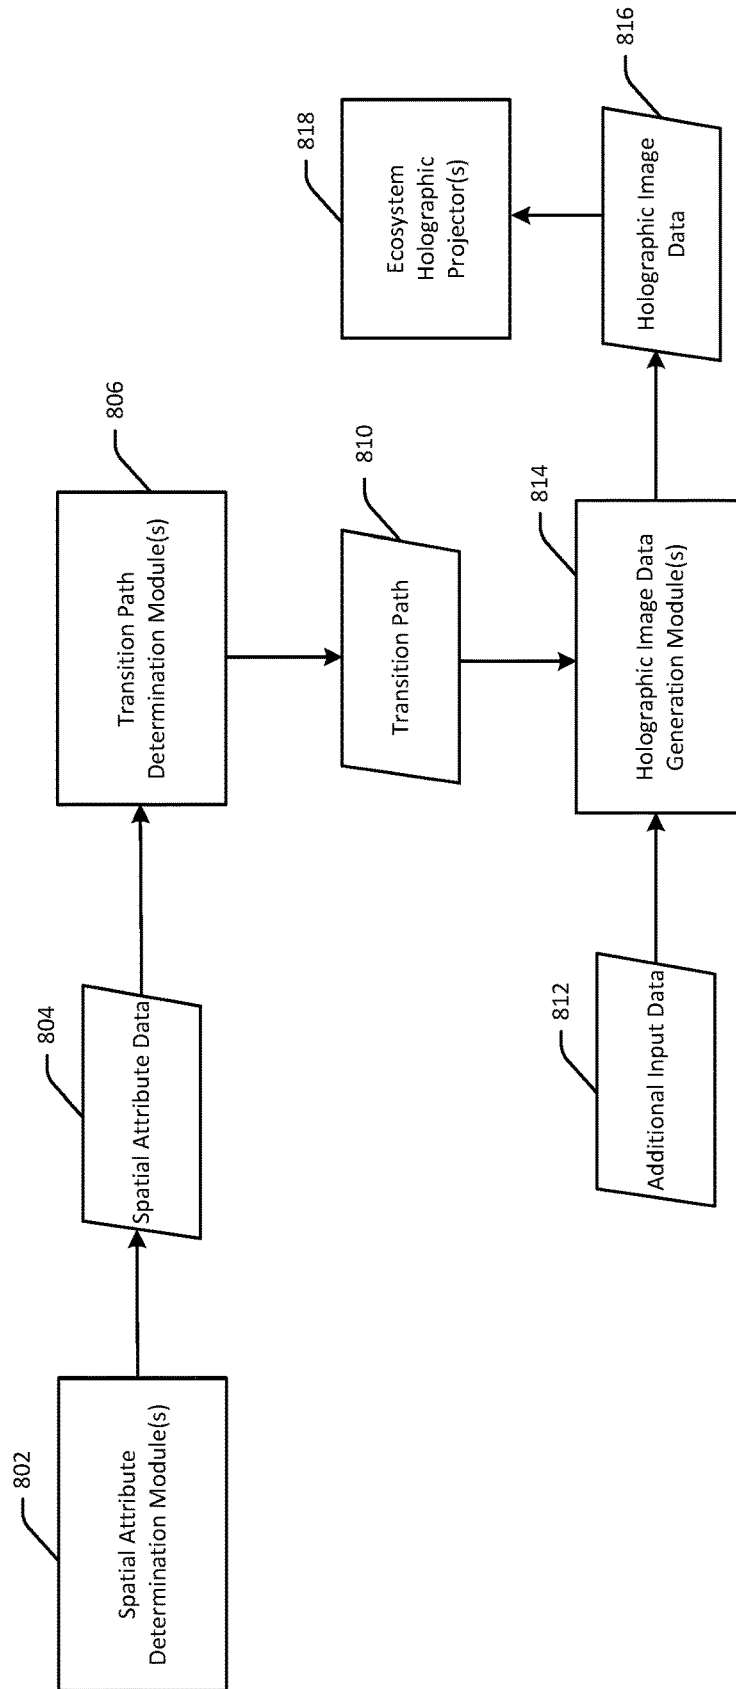 802
Spatial Attribute
Determination Module(s)
804
Spatial Attribute Data
806
Transition Path
Determination Module(s)
810
Transition Path
812
Additional Input Data
814
Holographic Image Data
Generation Module(s)
816
Holographic Image
Data
818
Ecosystem
Holographic
Projector(s)